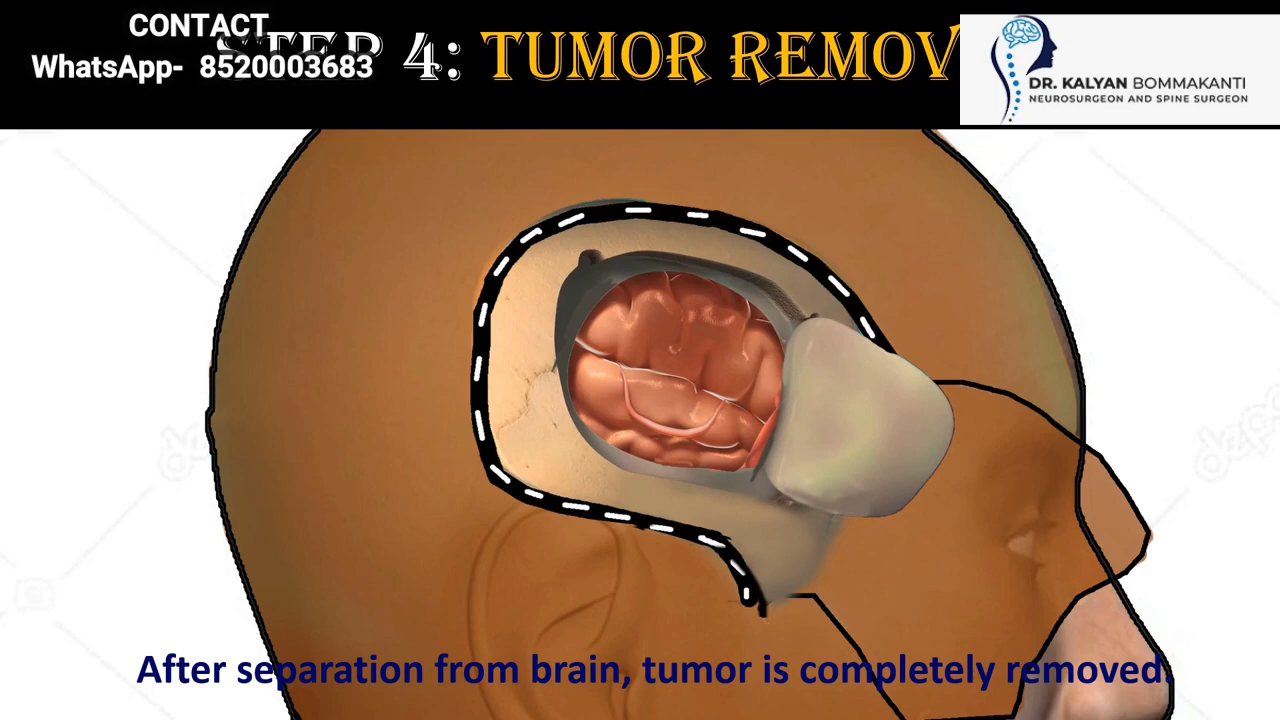 CONTACT
WhatsApp- 8520003683
STEP 4: TUMOR REMOV
DR. KALYAN BOMMAKANTI
NEUROSURGEON AND SPINE SURGEON
After separation from brain, tumor is completely removed.